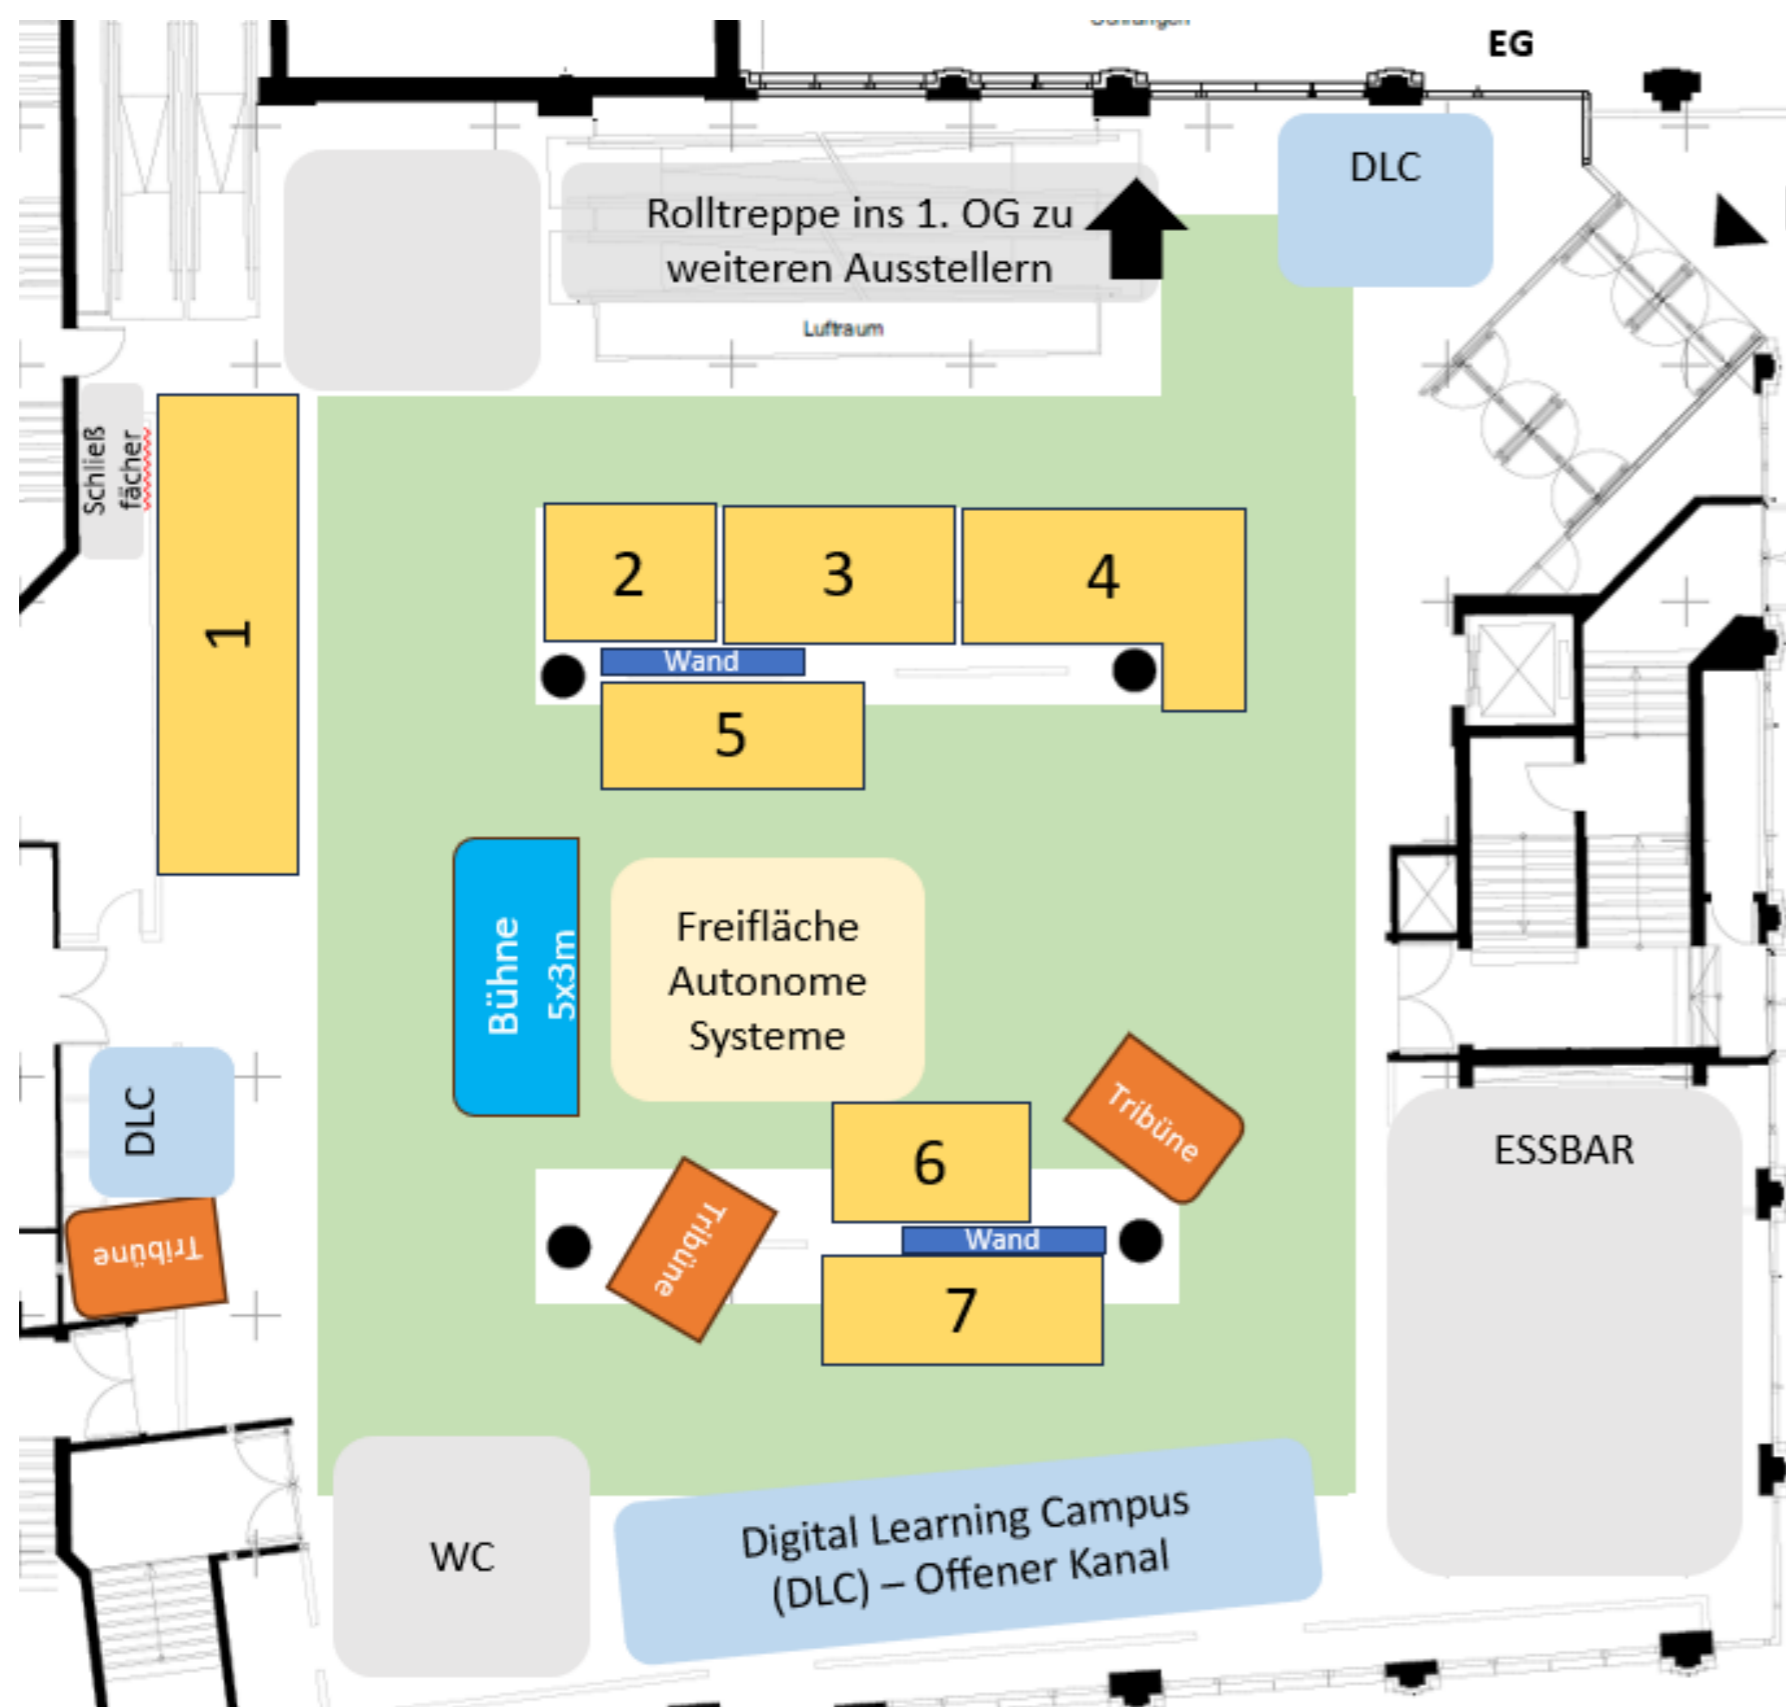 EG
DLC
Rolltreppe ins 1. OG zu
weiteren Ausstellern
Luftraum
Schließ
fächer
1
2
3
4
Wand
5
Bühne
5x3m
Freifläche
Autonome
Systeme
DLC
Tribüne
Tribüne
Tribüne
6
Wand
7
ESSBAR
WC
Digital Learning Campus
(DLC) – Offener Kanal